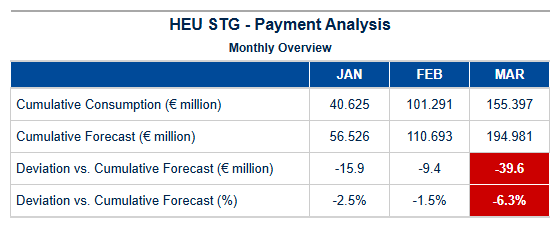 HEU STG - Payment Analysis
Monthly Overview
JAN FEB MAR
Cumulative Consumption (€ million) 40.625 101.291 155.397
Cumulative Forecast (€ million) 56.526 110.693 194.981
Deviation vs. Cumulative Forecast (€ million) -15.9 -9.4 -39.6
Deviation vs. Cumulative Forecast (%) -2.5% -1.5% -6.3%